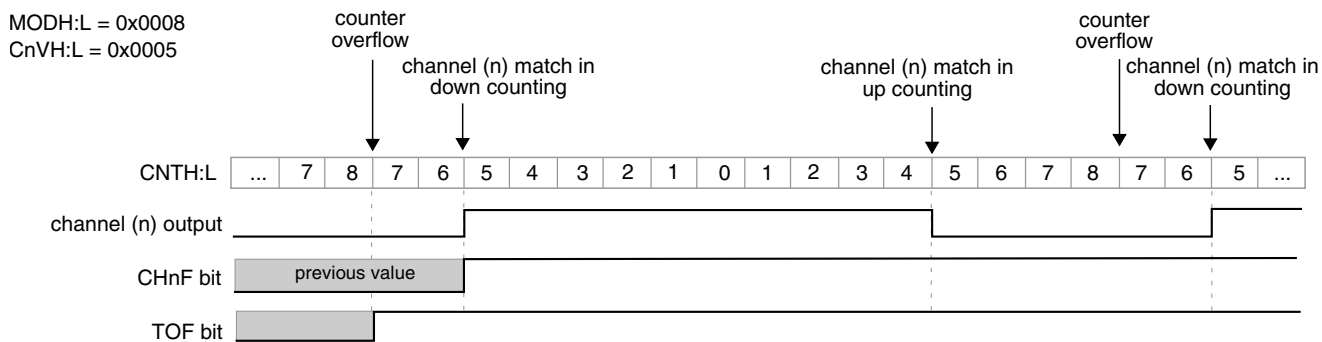 MODH:L = 0x0008
CnVH:L = 0x0005
counter
overflow
channel (n) match in
down counting
channel (n) match in
up counting
counter
overflow
channel (n) match in
down counting
CNTH:L ... 7 8 7 6 5 4 3 2 1 0 1 2 3 4 5 6 7 8 7 6 5 ...
channel (n) output
CHnF bit previous value
TOF bit